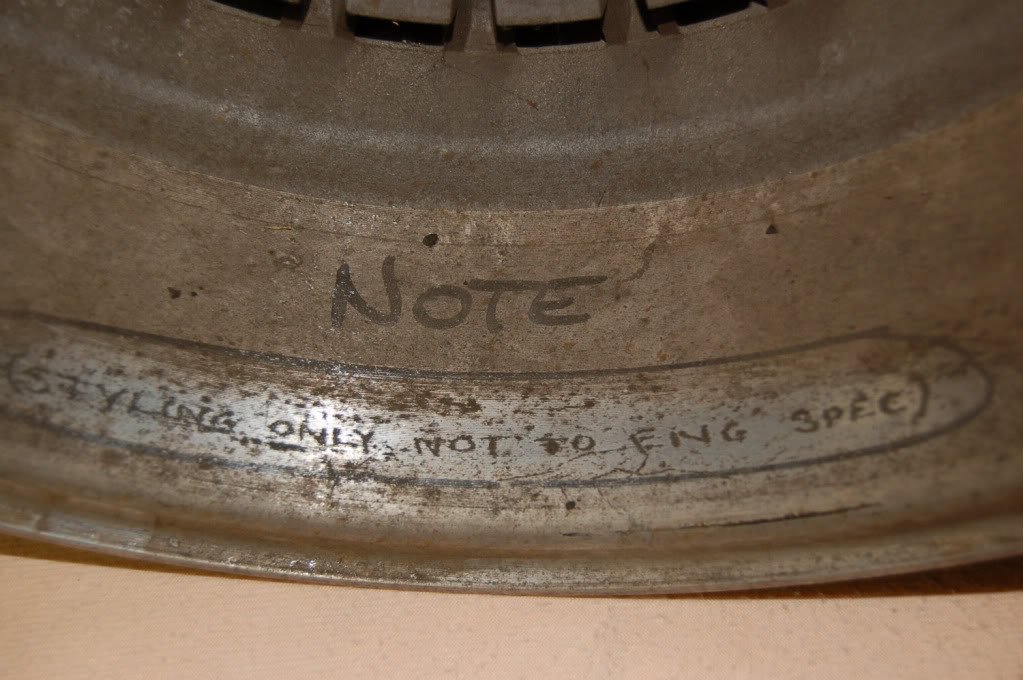 NOTE
(STYLING ONLY NOT TO ENG SPEC)